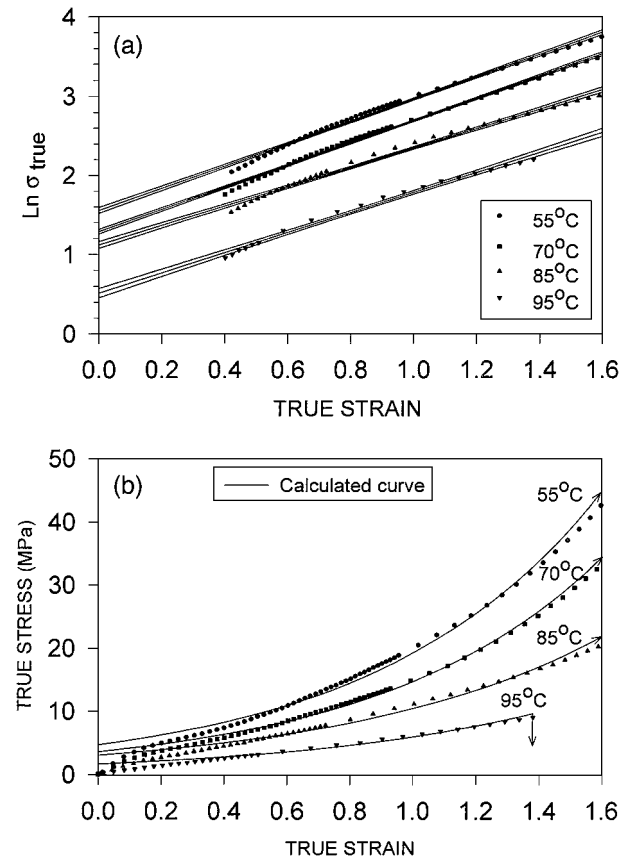 (a)
4
3
2
1
0
Ln σ true
0.0 0.2 0.4 0.6 0.8 1.0 1.2 1.4 1.6
TRUE STRAIN
55°C
70°C
85°C
95°C
(b)
Calculated curve
50
40
30
20
10
0
TRUE STRESS (MPa)
55°C
70°C
85°C
95°C
0.0 0.2 0.4 0.6 0.8 1.0 1.2 1.4 1.6
TRUE STRAIN